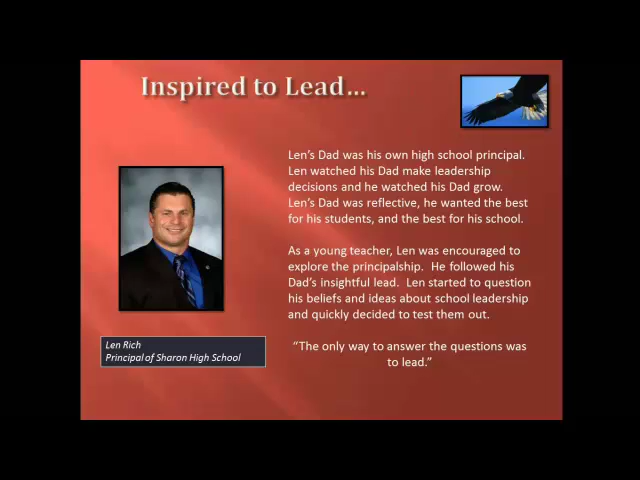 Inspired to Lead...
Len's Dad was his own high school principal.
Len watched his Dad make leadership
decisions and he watched his Dad grow.
Len's Dad was reflective, he wanted the best
for his students, and the best for his school.
As a young teacher, Len was encouraged to
explore the principalship.  He followed his
Dad's insightful lead.  Len started to question
his beliefs and ideas about school leadership
and quickly decided to test them out.
"The only way to answer the questions was
to lead."
Len Rich
Principal of Sharon High School